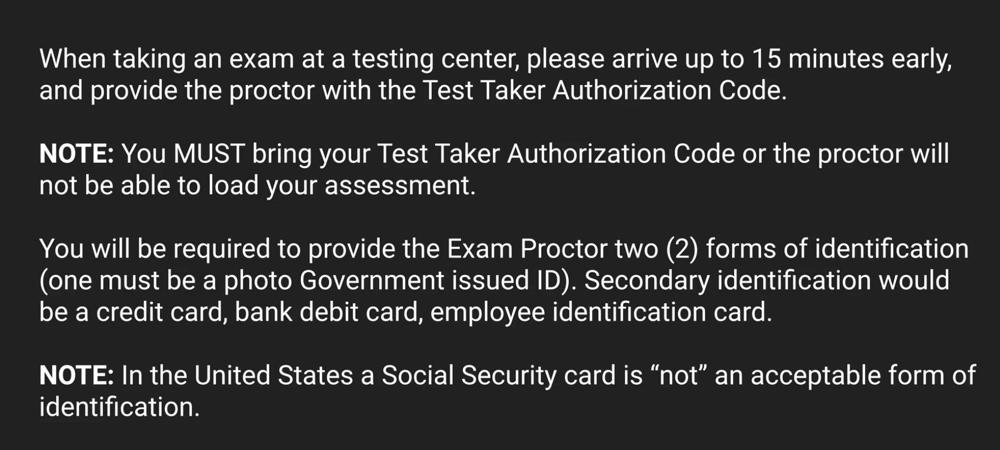 When taking an exam at a testing center, please arrive up to 15 minutes early,
and provide the proctor with the Test Taker Authorization Code.
NOTE: You MUST bring your Test Taker Authorization Code or the proctor will
not be able to load your assessment.
You will be required to provide the Exam Proctor two (2) forms of identification
(one must be a photo Government issued ID). Secondary identification would
be a credit card, bank debit card, employee identification card.
NOTE: In the United States a Social Security card is “not” an acceptable form of
identification.